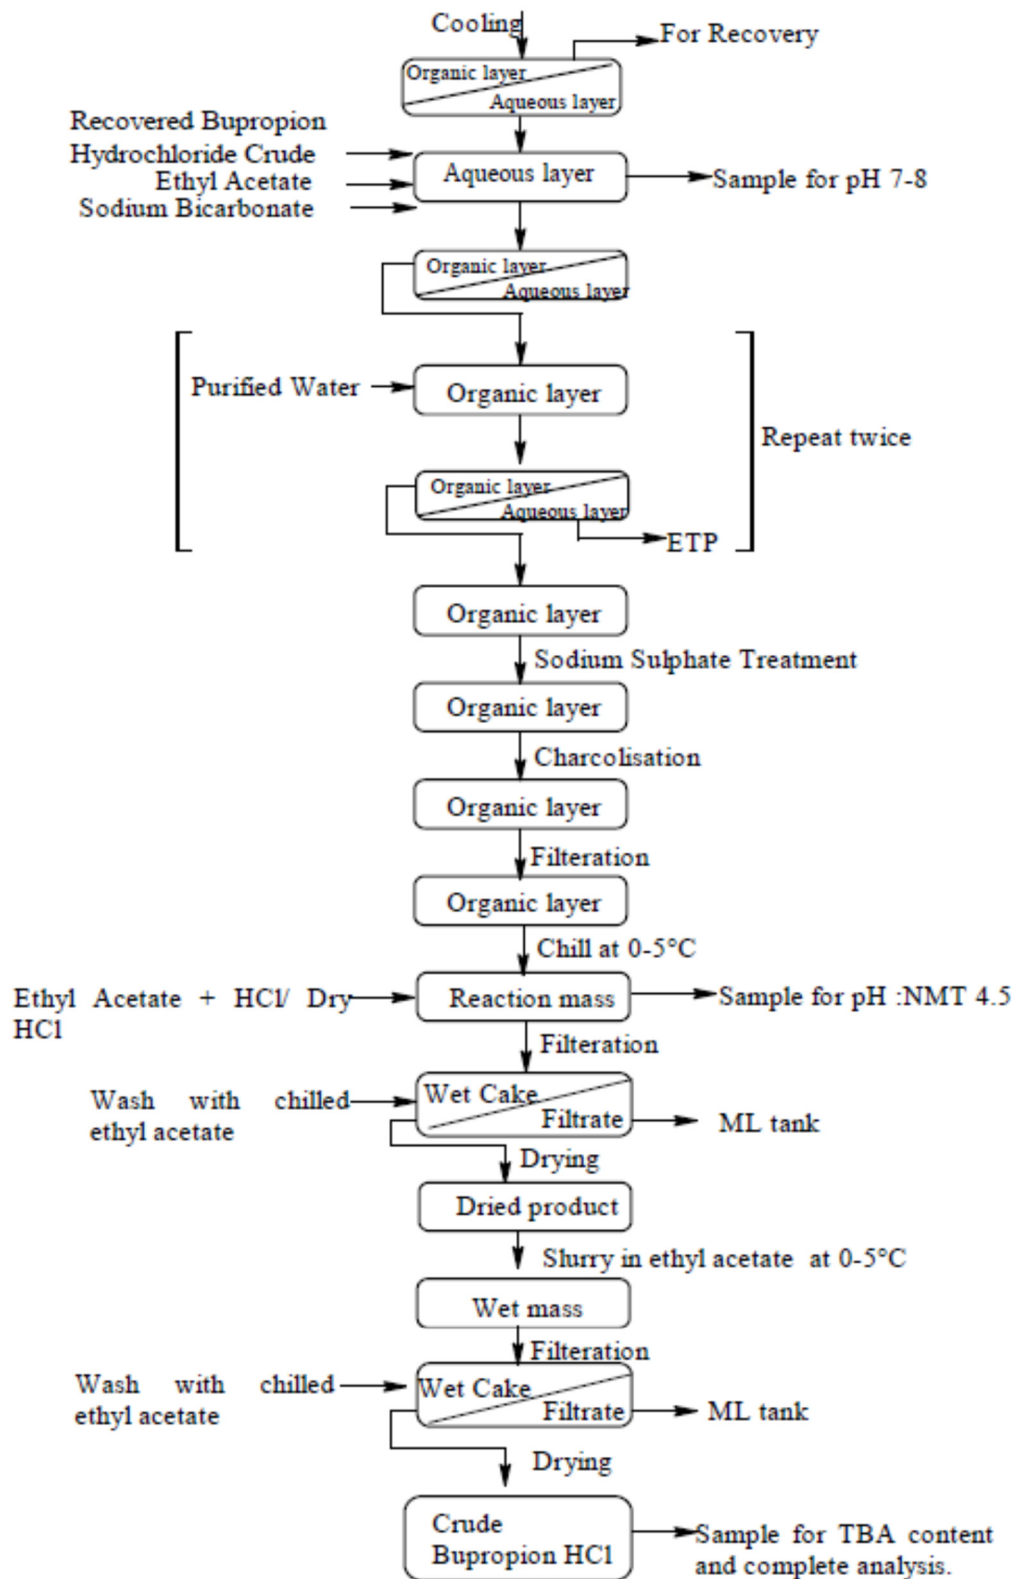 Cooling
For Recovery
Organic layer
Aqueous layer
Recovered Bupropion
Hydrochloride Crude
Ethyl Acetate
Sodium Bicarbonate
Aqueous layer
Sample for pH 7-8
Organic layer
Aqueous layer
Purified Water
Organic layer
Repeat twice
Organic layer
Aqueous layer
ETP
Organic layer
Sodium Sulphate Treatment
Organic layer
Charcolisation
Organic layer
Filteration
Organic layer
Chill at 0-5°C
Ethyl Acetate + HCl/ Dry
HCl
Reaction mass
Sample for pH :NMT 4.5
Filteration
Wash with chilled
ethyl acetate
Wet Cake
Filtrate
ML tank
Drying
Dried product
Slurry in ethyl acetate at 0-5°C
Wet mass
Filteration
Wash with chilled
ethyl acetate
Wet Cake
Filtrate
ML tank
Drying
Crude
Bupropion HCl
Sample for TBA content
and complete analysis.